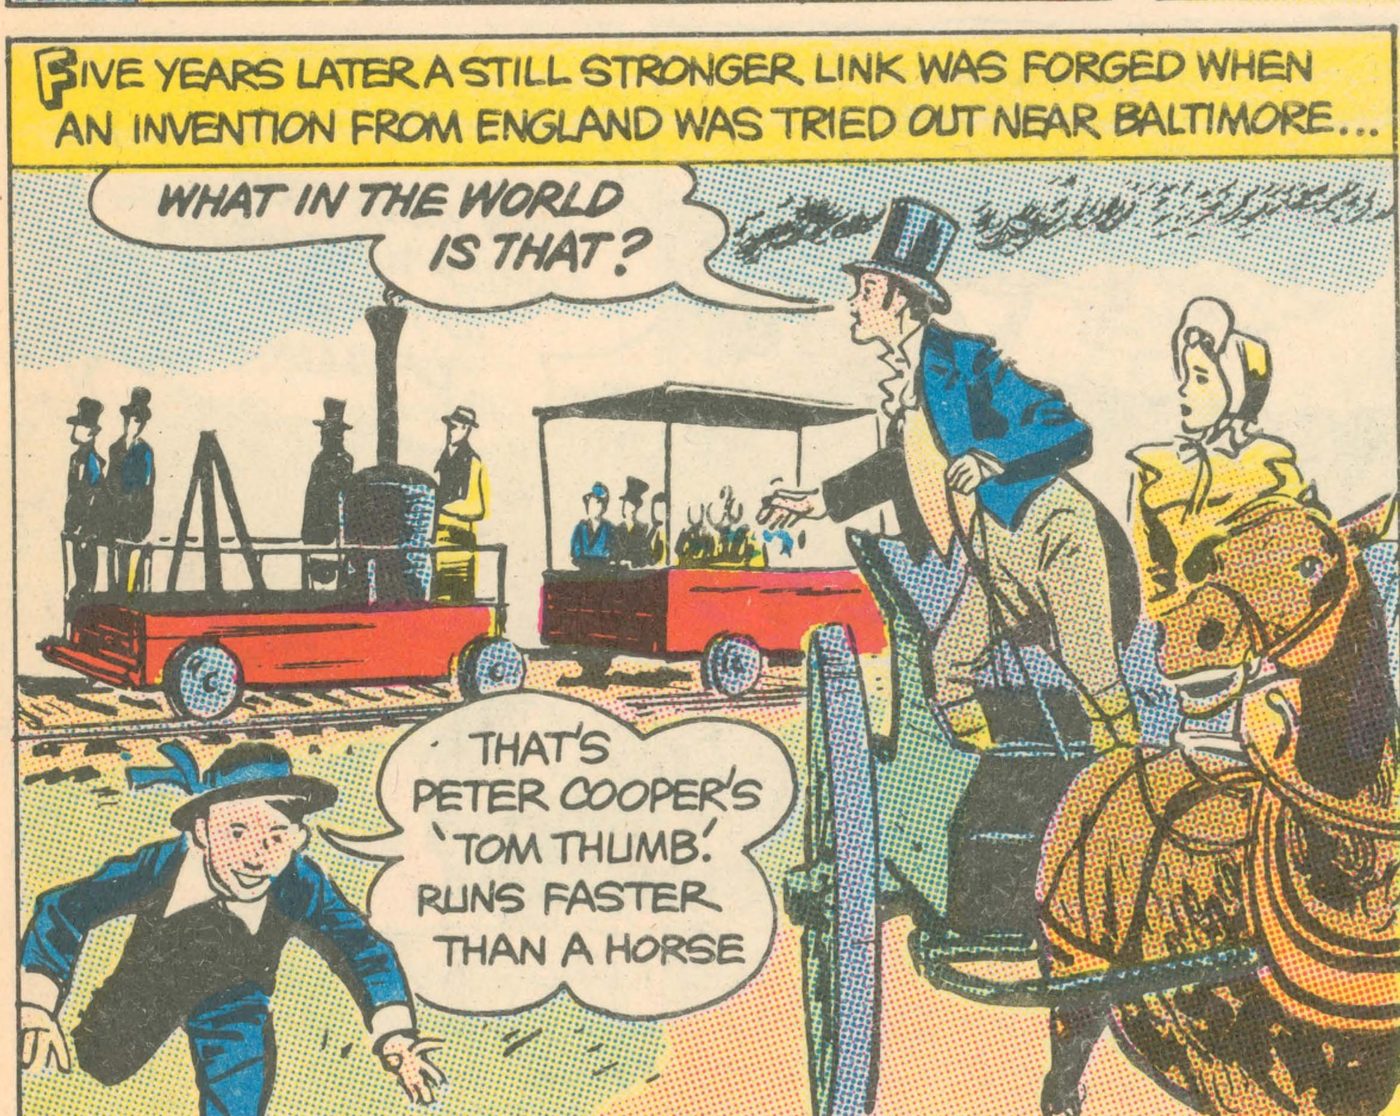 FIVE YEARS LATER A STILL STRONGER LINK WAS FORGED WHEN
AN INVENTION FROM ENGLAND WAS TRIED OUT NEAR BALTIMORE...
WHAT IN THE WORLD
IS THAT?
THAT'S
PETER COOPER'S
'TOM THUMB.'
RUNS FASTER
THAN A HORSE